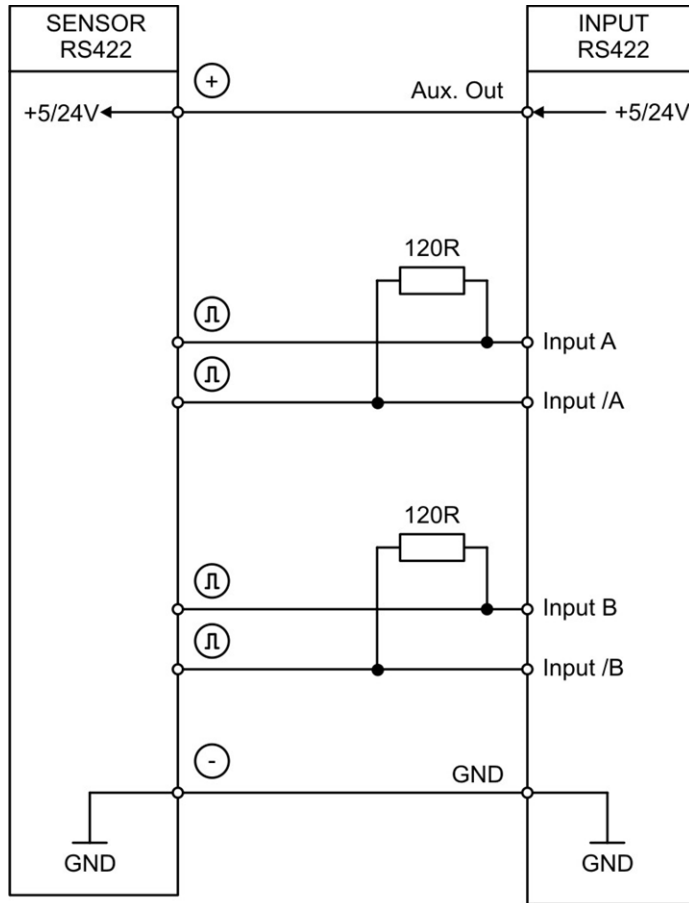 SENSOR
RS422
INPUT
RS422
+
Aux. Out
+5/24V
+5/24V
120R
Input A
Input /A
120R
Input B
Input /B
-
GND
GND
GND